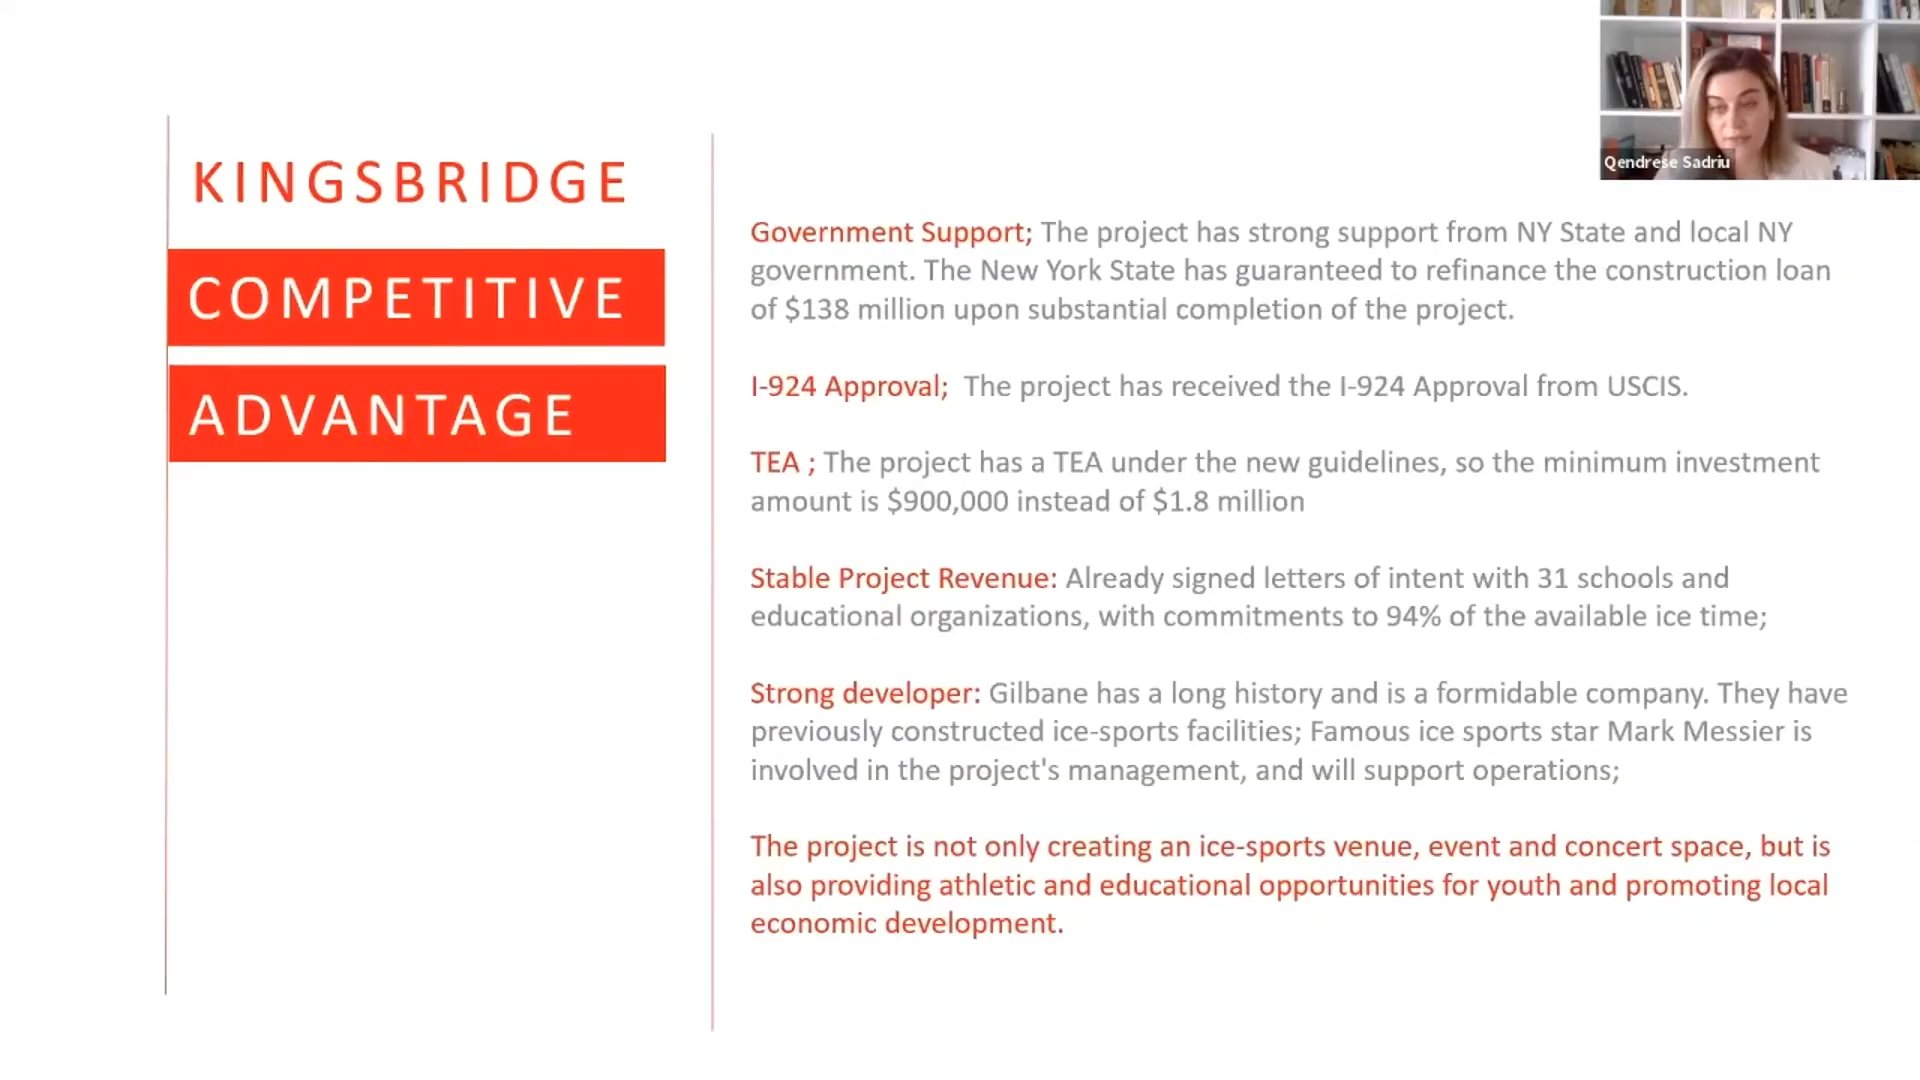 KINGSBRIDGE
COMPETITIVE
ADVANTAGE
Qendrese Sadriu
Government Support; The project has strong support from NY State and local NY
government. The New York State has guaranteed to refinance the construction loan
of $138 million upon substantial completion of the project.
I-924 Approval;  The project has received the I-924 Approval from USCIS.
TEA ; The project has a TEA under the new guidelines, so the minimum investment
amount is $900,000 instead of $1.8 million
Stable Project Revenue: Already signed letters of intent with 31 schools and
educational organizations, with commitments to 94% of the available ice time;
Strong developer: Gilbane has a long history and is a formidable company. They have
previously constructed ice-sports facilities; Famous ice sports star Mark Messier is
involved in the project's management, and will support operations;
The project is not only creating an ice-sports venue, event and concert space, but is
also providing athletic and educational opportunities for youth and promoting local
economic development.